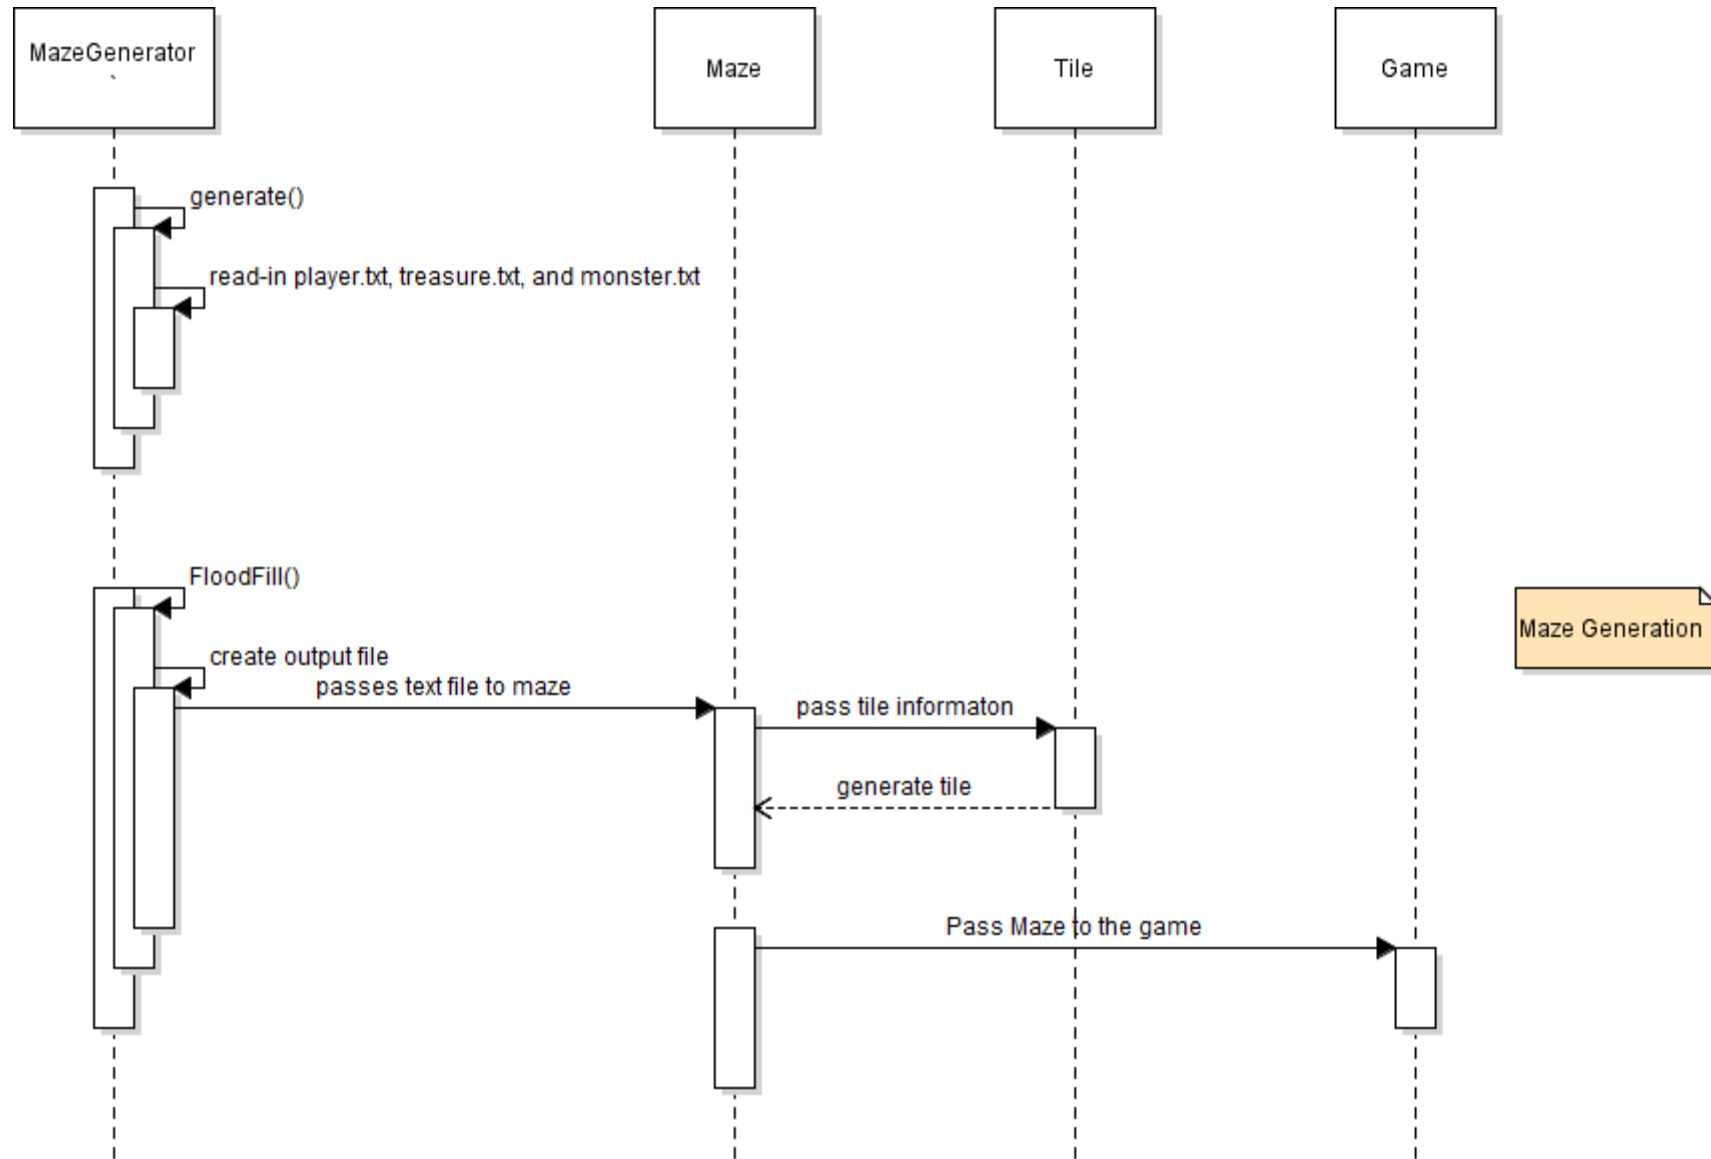 MazeGenerator
`
Maze
Tile
Game
generate()
read-in player.txt, treasure.txt, and monster.txt
FloodFill()
create output file
passes text file to maze
pass tile informaton
generate tile
Maze Generation
Pass Maze to the game